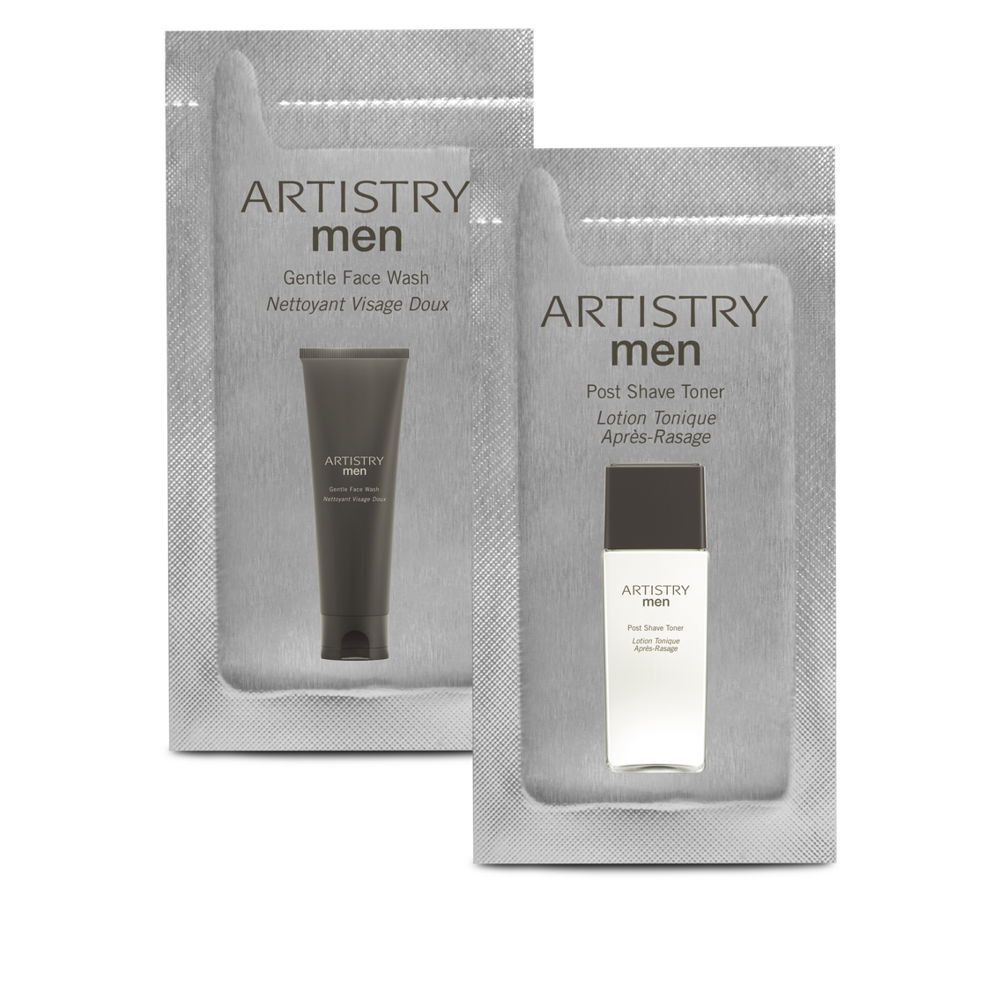 ARTISTRY
men
Gentle Face Wash
Nettoyant Visage Doux
ARTISTRY
men
Gentle Face Wash
Nettoyant Visage Doux
ARTISTRY
men
Post Shave Toner
Lotion Tonique
Après-Rasage
ARTISTRY
men
Post Shave Toner
Lotion Tonique
Après-Rasage